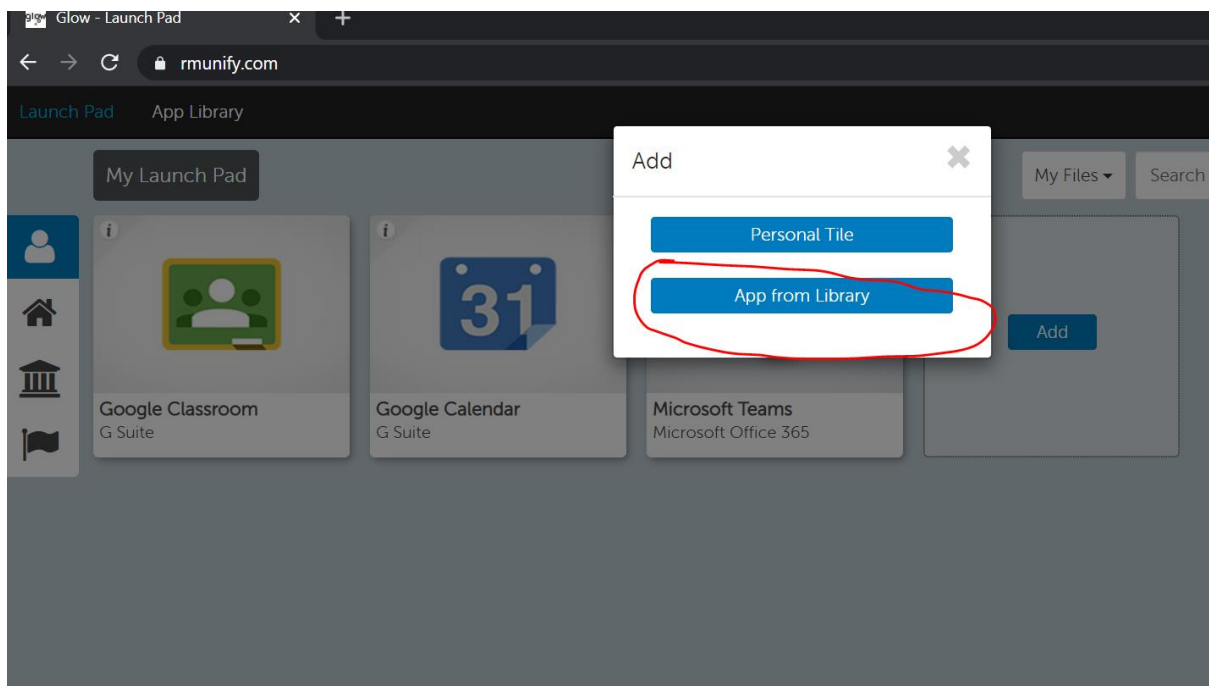 glow Glow - Launch Pad
rmunify.com
Launch Pad App Library
My Launch Pad
Add
My Files
Search
Personal Tile
App from Library
31
Add
Google Classroom
G Suite
Google Calendar
G Suite
Microsoft Teams
Microsoft Office 365